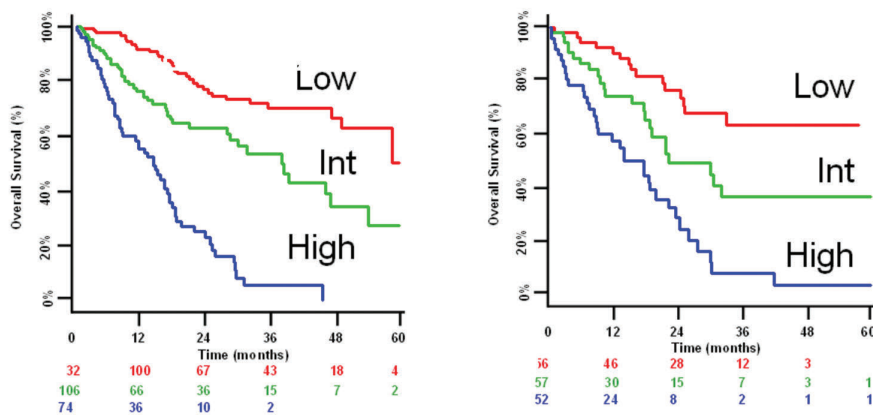 100%
80%
60%
40%
20%
0%
Overall Survival (%)
Low
Int
High
0 12 24 36 48 60
Time (months)
32 100 67 43 18 4
106 66 36 15 7 2
74 36 10 2
100%
80%
60%
40%
20%
0%
Overall Survival (%)
Low
Int
High
0 12 24 36 48 60
Time (months)
56 46 28 12 3
57 30 15 7 3 1
52 24 8 2 1 1